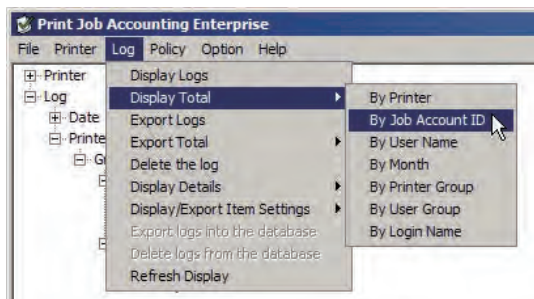 Print Job Accounting Enterprise
File Printer Log Policy Option Help
Printer
Log
Date
Printe
G
Display Logs
Display Total
Export Logs
Export Total
Delete the log
Display Details
Display/Export Item Settings
Export logs into the database
Delete logs from the database
Refresh Display
By Printer
By Job Account ID
By User Name
By Month
By Printer Group
By User Group
By Login Name